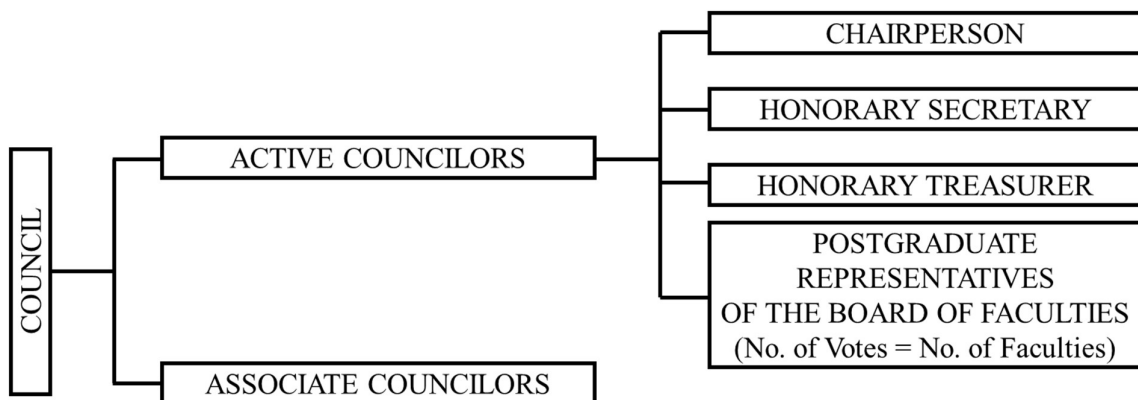 COUNCIL
ACTIVE COUNCILORS
ASSOCIATE COUNCILORS
CHAIRPERSON
HONORARY SECRETARY
HONORARY TREASURER
POSTGRADUATE
REPRESENTATIVES
OF THE BOARD OF FACULTIES
(No. of Votes = No. of Faculties)